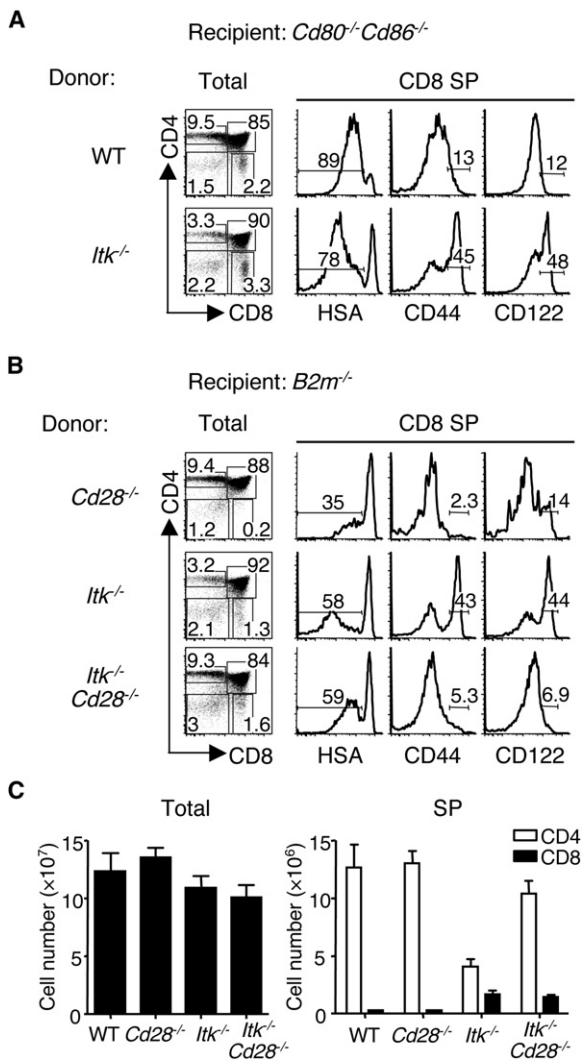 A
Recipient: Cd80-/-Cd86-/-
Donor: Total CD8 SP
CD4
WT
9.5 85
1.5 2.2
89 13 12
Itk-/-
3.3 90
2.2 3.3
78 45 48
CD8 HSA CD44 CD122
B
Recipient: B2m-/-
Donor: Total CD8 SP
CD4
Cd28-/-
9.4 88
1.2 0.2
35 2.3 14
Itk-/-
3.2 92
2.1 1.3
58 43 44
Itk-/-
Cd28-/-
9.3 84
3 1.6
59 5.3 6.9
CD8 HSA CD44 CD122
C
Total
Cell number (×10⁷)
15
10
5
0
WT Cd28-/- Itk-/- Itk-/-
Cd28-/-
SP
Cell number (×10⁶)
15
10
5
0
CD4
CD8
WT Cd28-/- Itk-/- Itk-/-
Cd28-/-